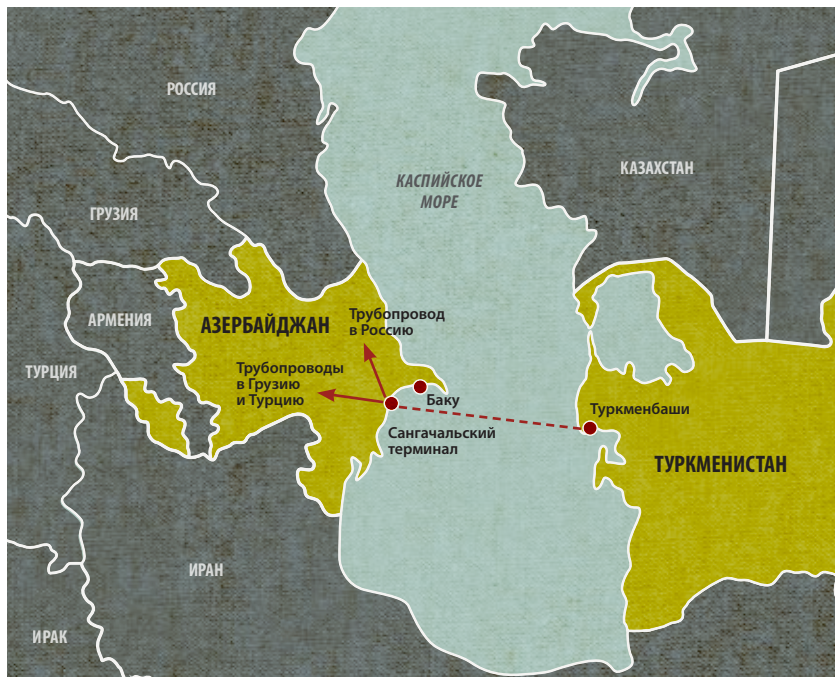 РОССИЯ
КАСПИЙСКОЕ
МОРЕ
КАЗАХСТАН
ГРУЗИЯ
АРМЕНИЯ
АЗЕРБАЙДЖАН
Трубопровод
в Россию
ТУРЦИЯ
Трубопроводы
в Грузию
и Турцию
Баку
Туркменбаши
Сангачальский
терминал
ТУРКМЕНИСТАН
ИРАН
ИРАК